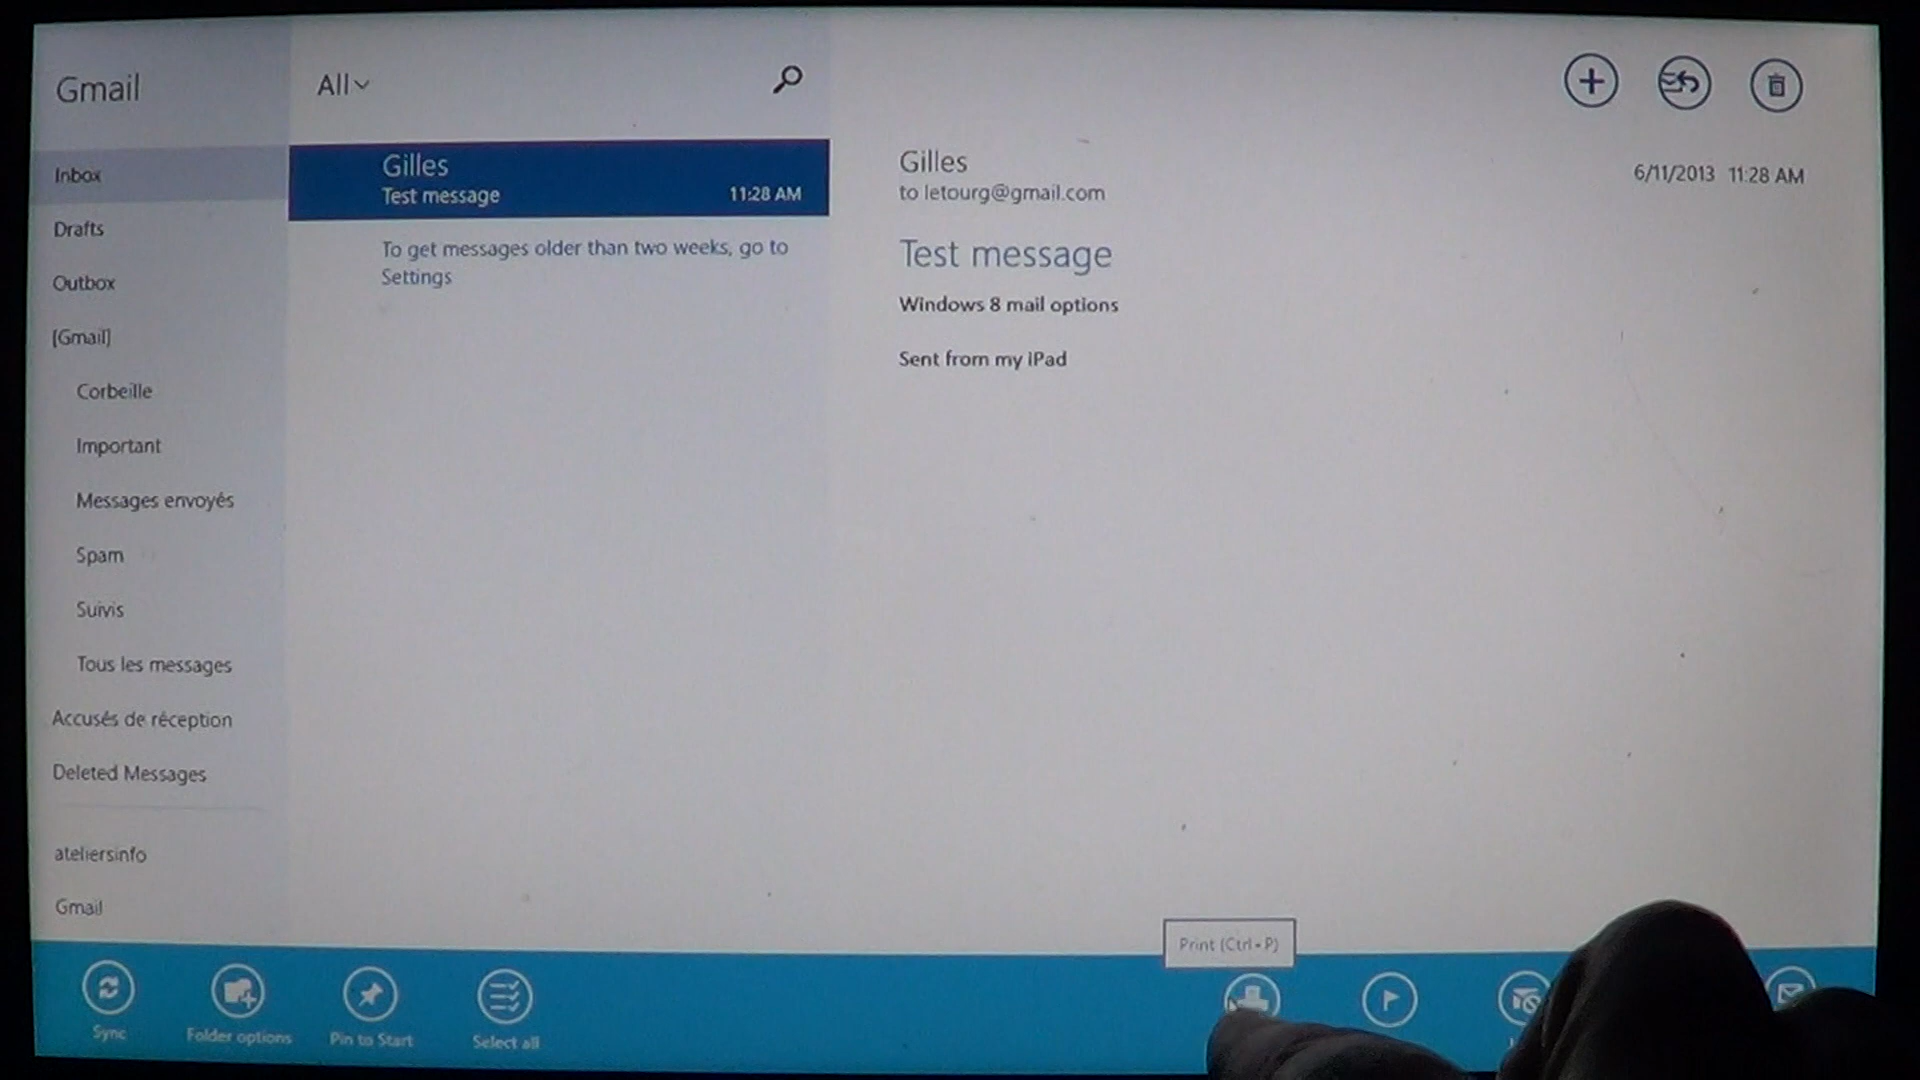 Gmail
Inbox
Drafts
Outbox
[Gmail]
Corbeille
Important
Messages envoyés
Spam
Suivis
Tous les messages
Accusés de réception
Deleted Messages
ateliersinfo
Gmail
All
Gilles
Test message 11:28 AM
To get messages older than two weeks, go to
Settings
Gilles
to letourg@gmail.com
6/11/2013 11:28 AM
Test message
Windows 8 mail options
Sent from my iPad
Print (Ctrl+P)
Sync
Folder options
Pin to Start
Select all